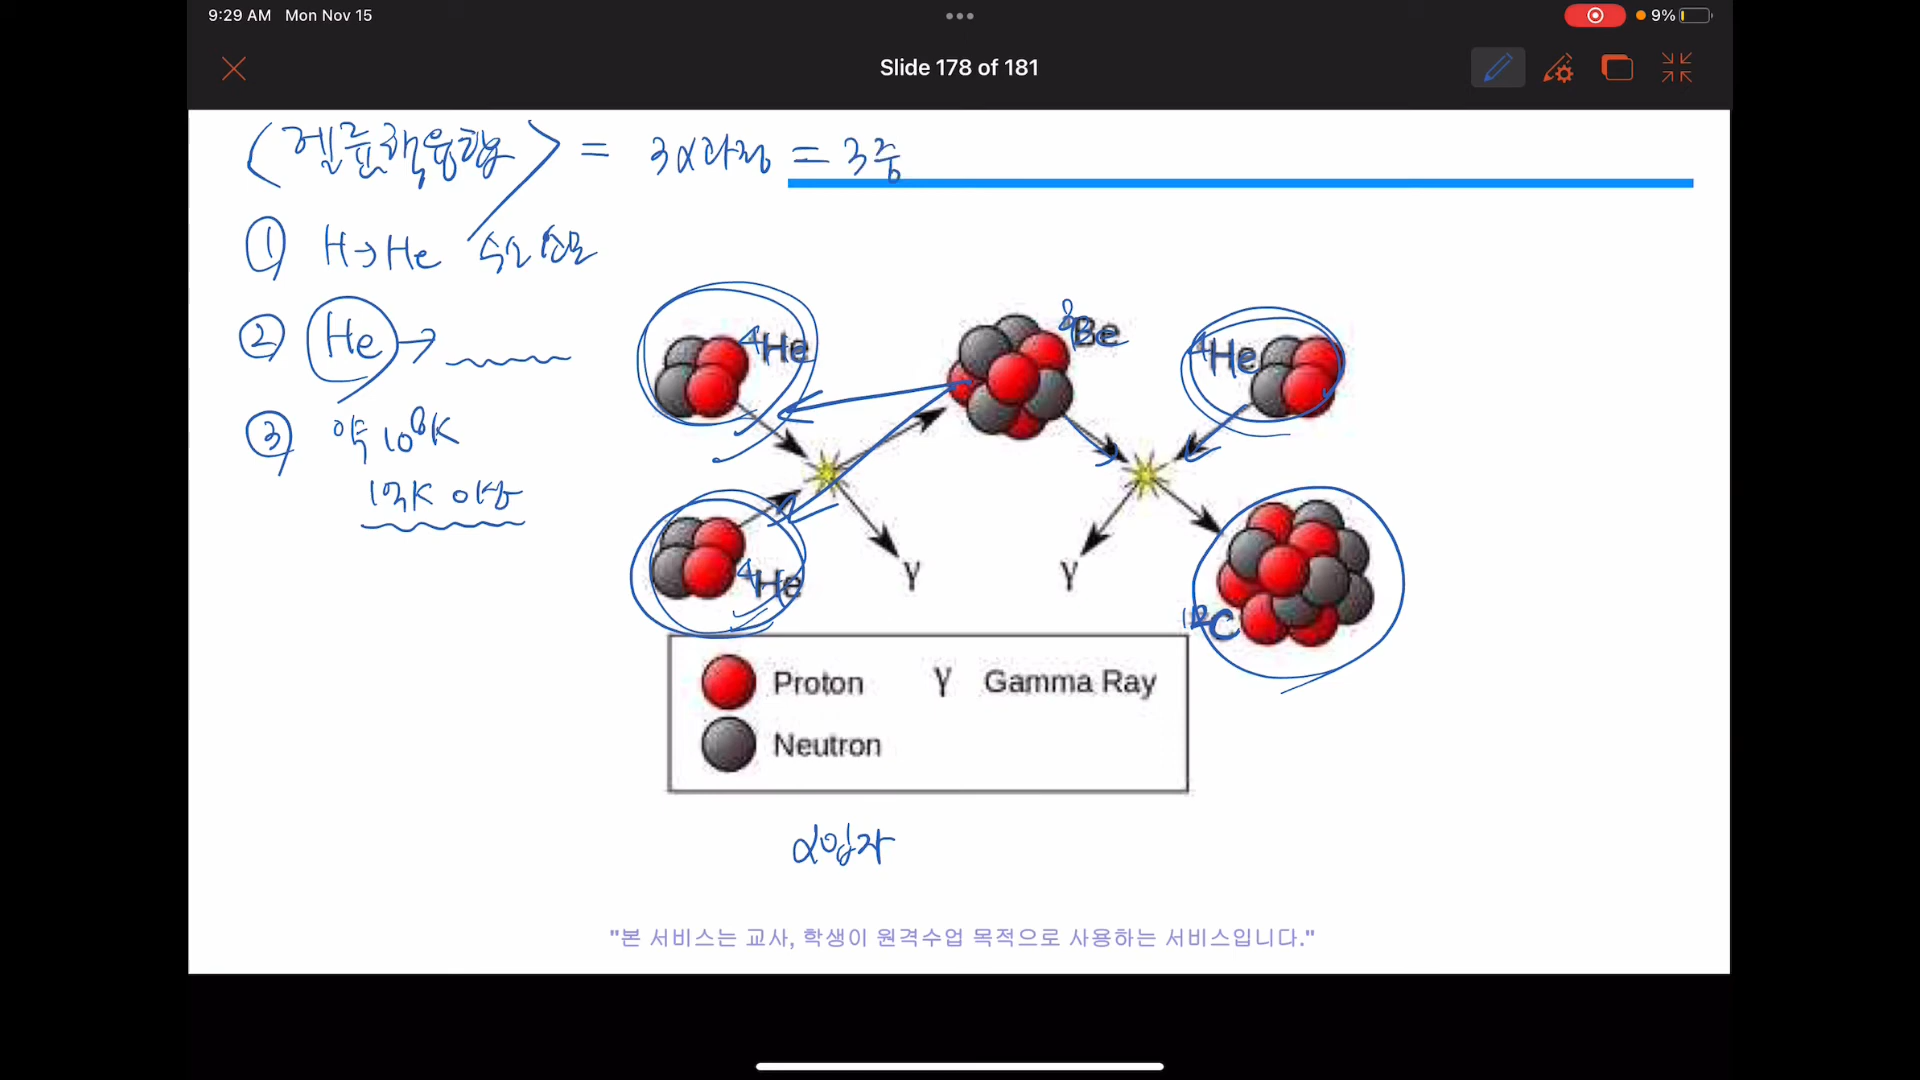 9:29 AM Mon Nov 15
9%
Slide 178 of 181
〈헬륨핵융합〉 = 3α과정 = 3중
① H→He 수소
② He →
③ 약 10⁸K
1억K 이상
⁴He
⁸Be
⁴He
⁴He
γ
γ
¹²C
Proton γ Gamma Ray
Neutron
α입자
"본 서비스는 교사, 학생이 원격수업 목적으로 사용하는 서비스입니다."